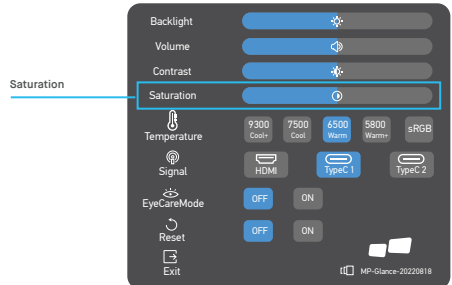 Backlight
Volume
Contrast
Saturation
Saturation
9300 7500 6500 5800 sRGB
Cool+ Cool Warm Warm+
Temperature
Signal
HDMI TypeC 1 TypeC 2
EyeCareMode
OFF ON
Reset
OFF ON
Exit
MP-Glance-20220818